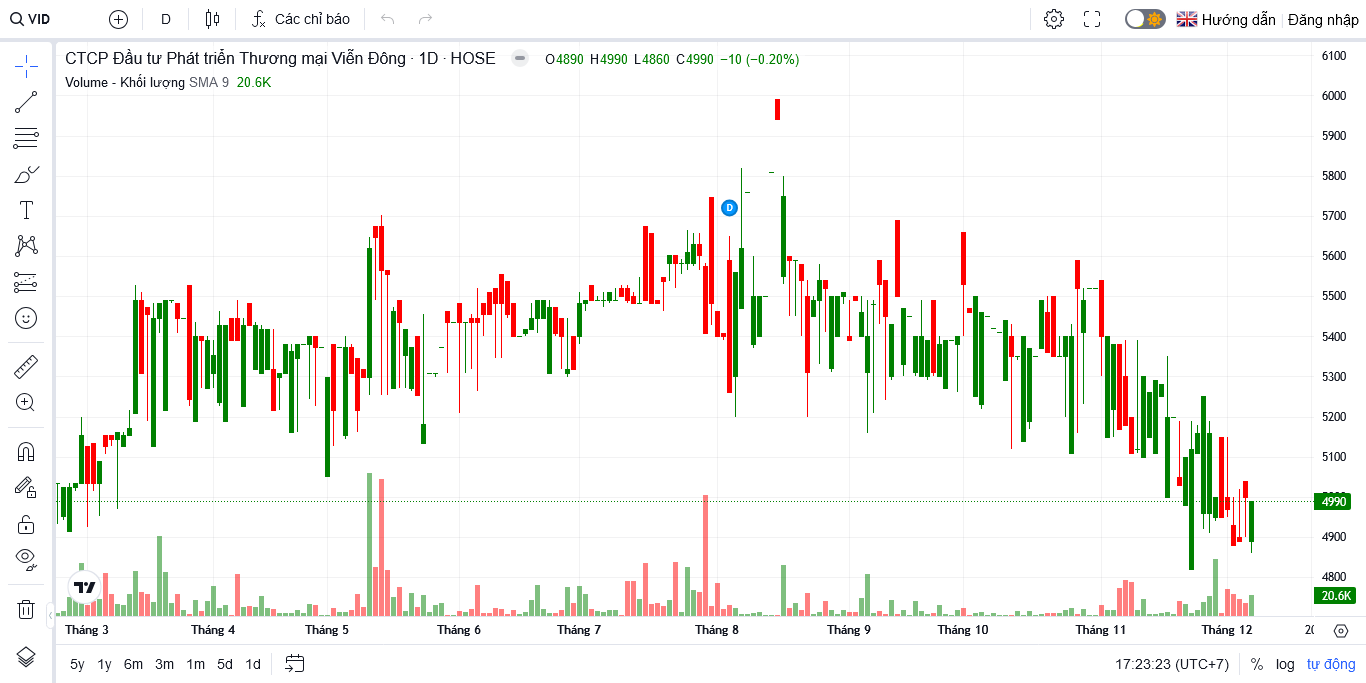 VID D Các chỉ báo Hướng dẫn Đăng nhập
CTCP Đầu tư Phát triển Thương mại Viễn Đông · 1D · HOSE O4890 H4990 L4860 C4990 −10 (−0.20%)
Volume - Khối lượng SMA 9 20.6K
6100
6000
5900
5800
5700
D
5600
5500
5400
5300
5200
5100
4990
4900
4800
20.6K
Tháng 3 Tháng 4 Tháng 5 Tháng 6 Tháng 7 Tháng 8 Tháng 9 Tháng 10 Tháng 11 Tháng 12
5y 1y 6m 3m 1m 5d 1d 17:23:23 (UTC+7) % log tự động